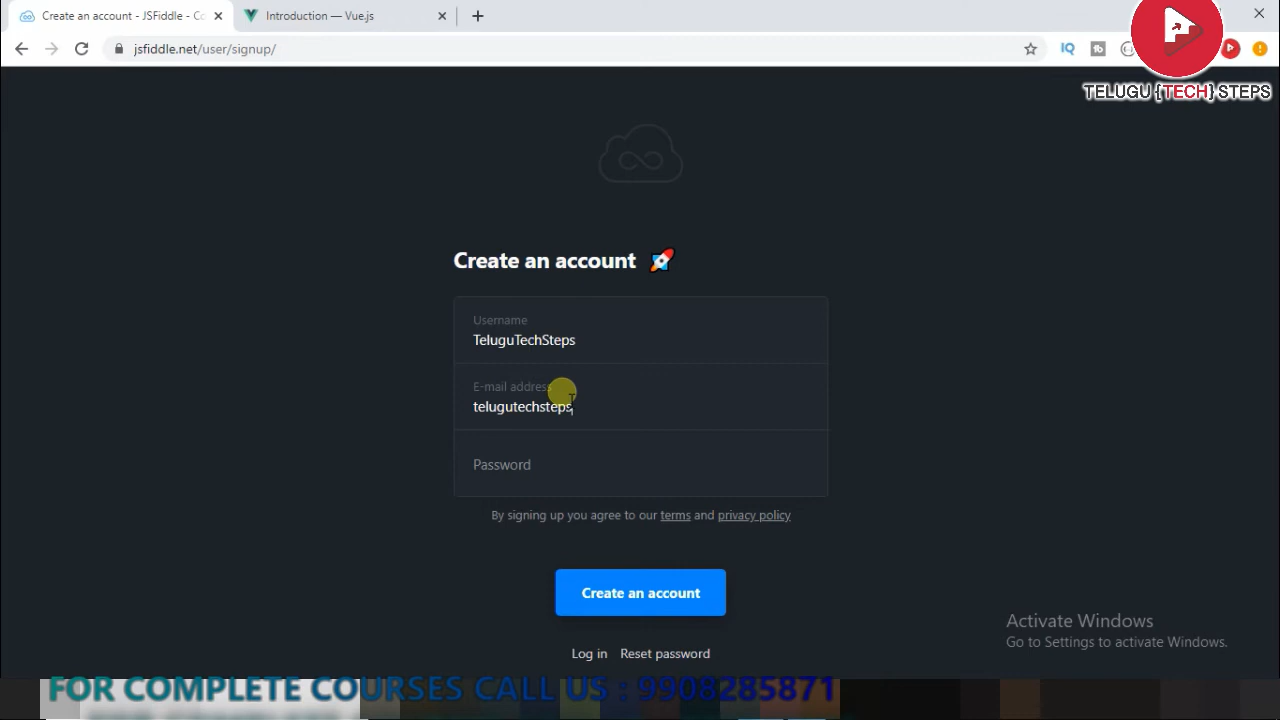 Create an account - JSFiddle - Co
Introduction — Vue.js
jsfiddle.net/user/signup/
IQ
TELUGU {TECH} STEPS
Create an account
Username
TeluguTechSteps
E-mail address
telugutechsteps
Password
By signing up you agree to our terms and privacy policy
Create an account
Activate Windows
Go to Settings to activate Windows.
Log in Reset password
FOR COMPLETE COURSES CALL US : 9908285871